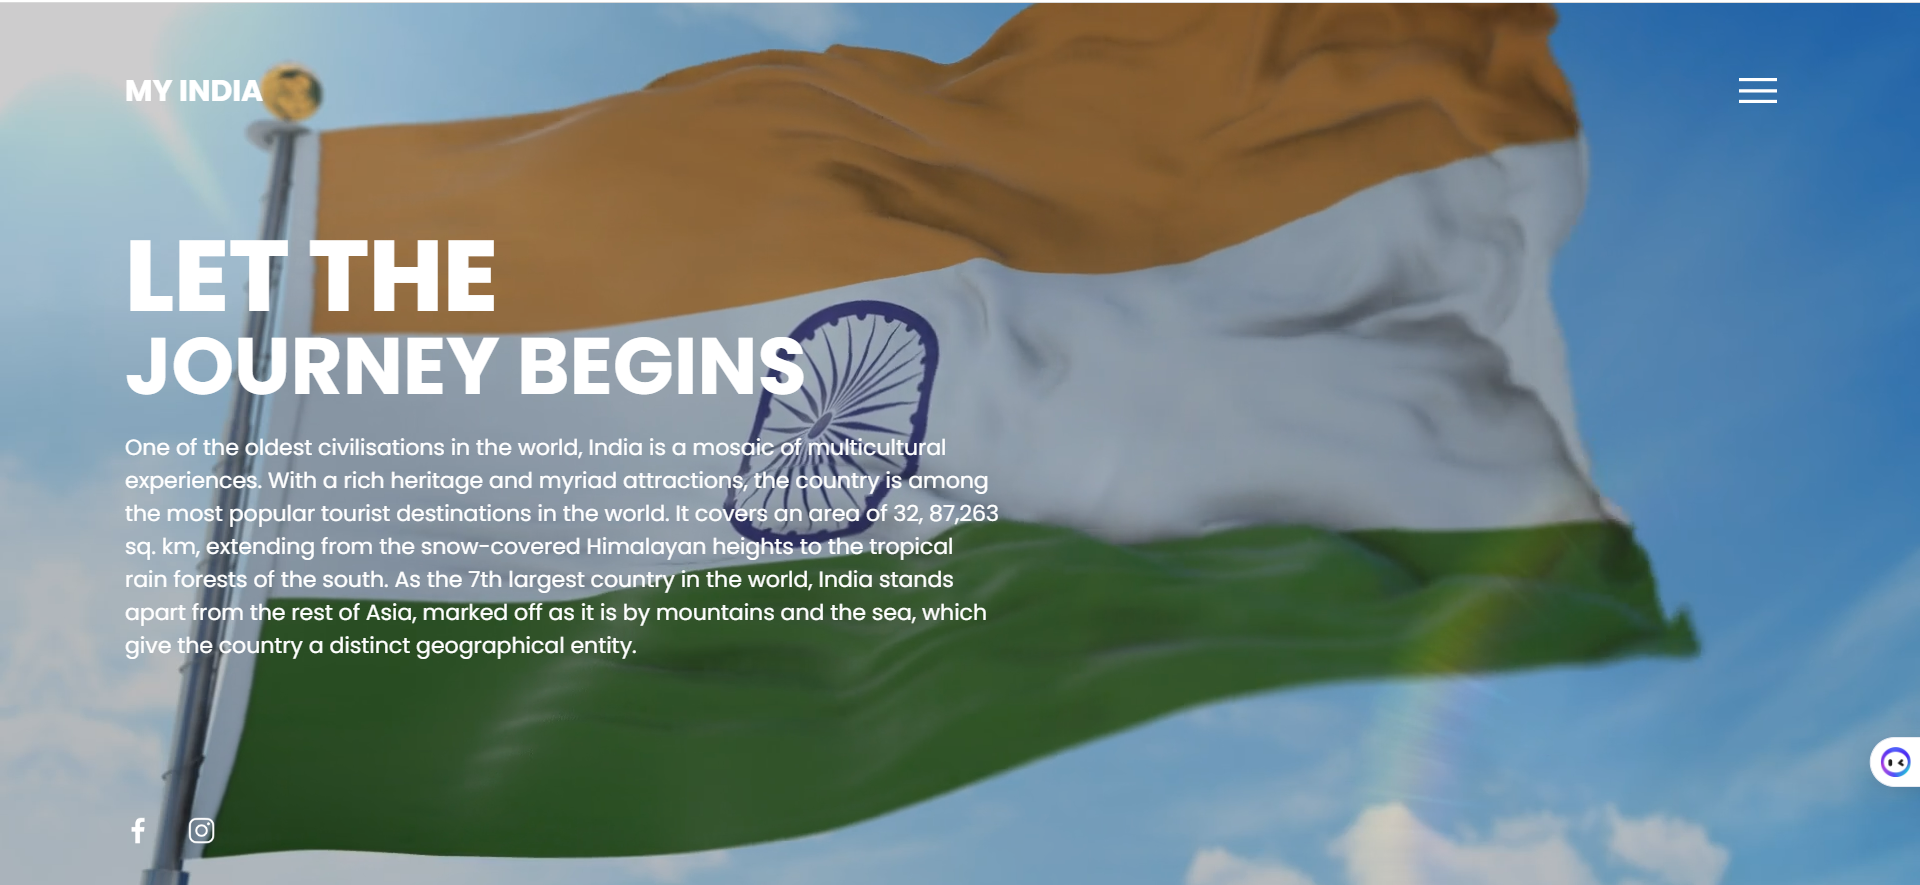 MY INDIA
LET THE
JOURNEY BEGINS
One of the oldest civilisations in the world, India is a mosaic of multicultural
experiences. With a rich heritage and myriad attractions, the country is among
the most popular tourist destinations in the world. It covers an area of 32, 87,263
sq. km, extending from the snow-covered Himalayan heights to the tropical
rain forests of the south. As the 7th largest country in the world, India stands
apart from the rest of Asia, marked off as it is by mountains and the sea, which
give the country a distinct geographical entity.